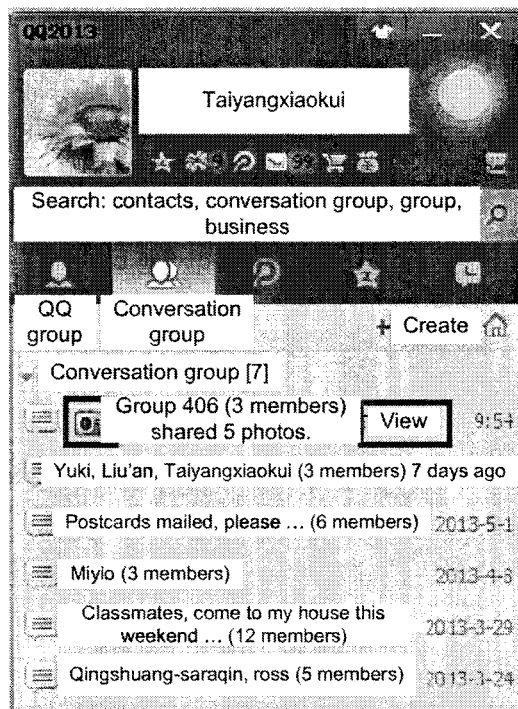 QQ2013
Taiyangxiaokui
Search: contacts, conversation group, group,
business
QQ
group
Conversation
group
+ Create
Conversation group [7]
Group 406 (3 members)
shared 5 photos.
View
9:54
Yuki, Liu'an, Taiyangxiaokui (3 members) 7 days ago
Postcards mailed, please ... (6 members)
2013-5-1
Miylo (3 members)
2013-4-8
Classmates, come to my house this
weekend ... (12 members)
2013-3-29
Qingshuang-saraqin, ross (5 members)
2013-3-24